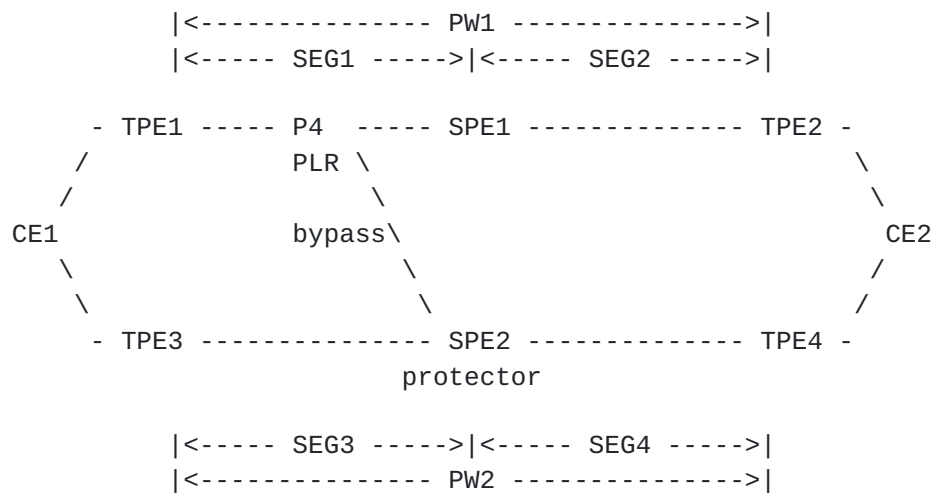 |<--------------- PW1 --------------->|
|<----- SEG1 ----->|<----- SEG2 ----->|
- TPE1 ----- P4 ----- SPE1 -------------- TPE2 -
PLR
CE1 bypass CE2
- TPE3 --------------- SPE2 -------------- TPE4 -
protector
|<----- SEG3 ----->|<----- SEG4 ----->|
|<--------------- PW2 --------------->|